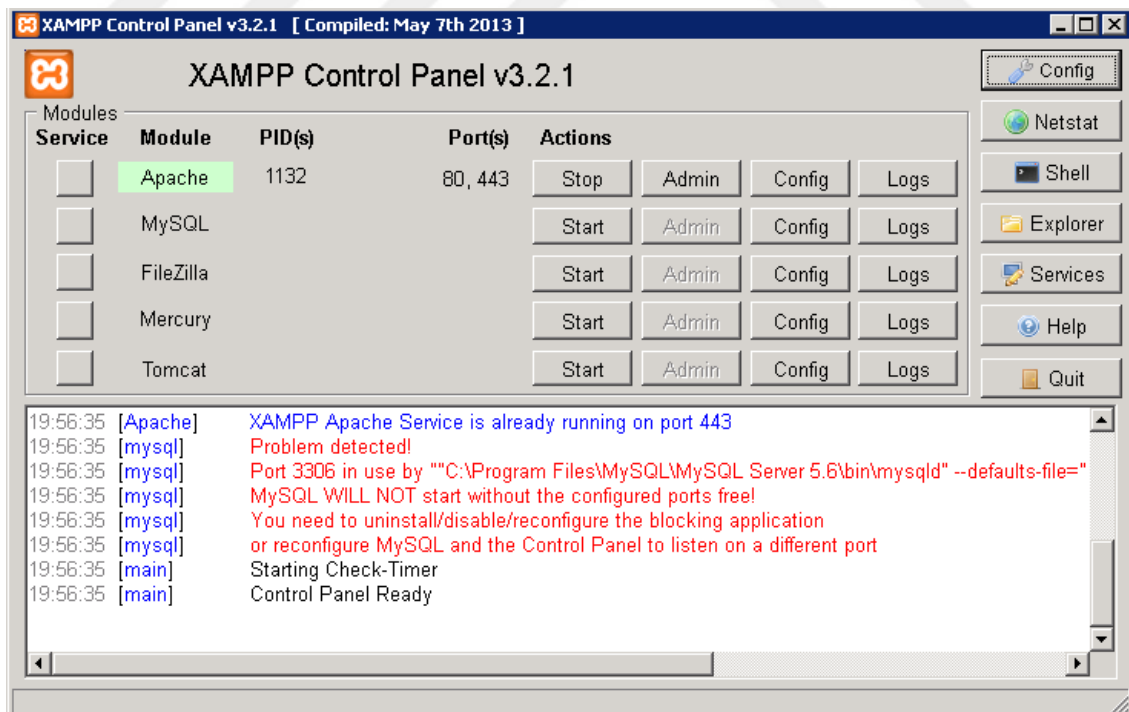 XAMPP Control Panel v3.2.1 [ Compiled: May 7th 2013 ]
XAMPP Control Panel v3.2.1
Config
Modules
Netstat
Service Module PID(s) Port(s) Actions
Apache 1132 80, 443 Stop Admin Config Logs
Shell
MySQL Start Admin Config Logs
Explorer
FileZilla Start Admin Config Logs
Services
Mercury Start Admin Config Logs
Help
Tomcat Start Admin Config Logs
Quit
19:56:35 [Apache] XAMPP Apache Service is already running on port 443
19:56:35 [mysql] Problem detected!
19:56:35 [mysql] Port 3306 in use by ""C:\Program Files\MySQL\MySQL Server 5.6\bin\mysqld" --defaults-file="
19:56:35 [mysql] MySQL WILL NOT start without the configured ports free!
19:56:35 [mysql] You need to uninstall/disable/reconfigure the blocking application
19:56:35 [mysql] or reconfigure MySQL and the Control Panel to listen on a different port
19:56:35 [main] Starting Check-Timer
19:56:35 [main] Control Panel Ready